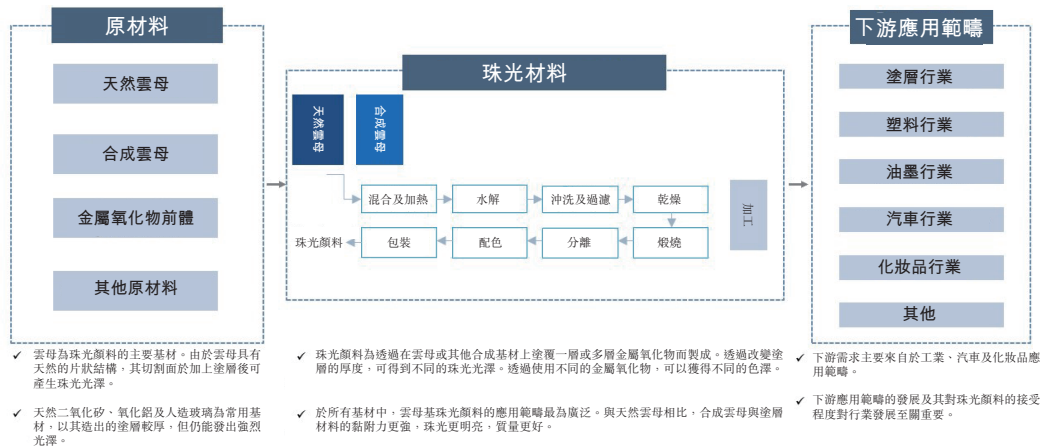 原材料
天然雲母
合成雲母
金屬氧化物前體
其他原材料
珠光材料
天然雲母
合成雲母
混合及加熱
水解
沖洗及過濾
乾燥
加工
珠光顏料
包裝
配色
分離
煅燒
下游應用範疇
塗層行業
塑料行業
油墨行業
汽車行業
化妝品行業
其他
✓ 雲母為珠光顏料的主要基材。由於雲母具有
天然的片狀結構，其切割面於加上塗層後可
產生珠光光澤。
✓ 天然二氧化矽、氧化鋁及人造玻璃為常用基
材，以其造出的塗層較厚，但仍能發出強烈
光澤。
✓ 珠光顏料為透過在雲母或其他合成基材上塗覆一層或多層金屬氧化物而製成。透過改變塗
層的厚度，可得到不同的珠光光澤。透過使用不同的金屬氧化物，可以獲得不同的色澤。
✓ 於所有基材中，雲母基珠光顏料的應用範疇最為廣泛。與天然雲母相比，合成雲母與塗層
材料的黏附力更強，珠光更明亮，質量更好。
✓ 下游需求主要來自於工業、汽車及化妝品應
用範疇。
✓ 下游應用範疇的發展及其對珠光顏料的接受
程度對行業發展至關重要。